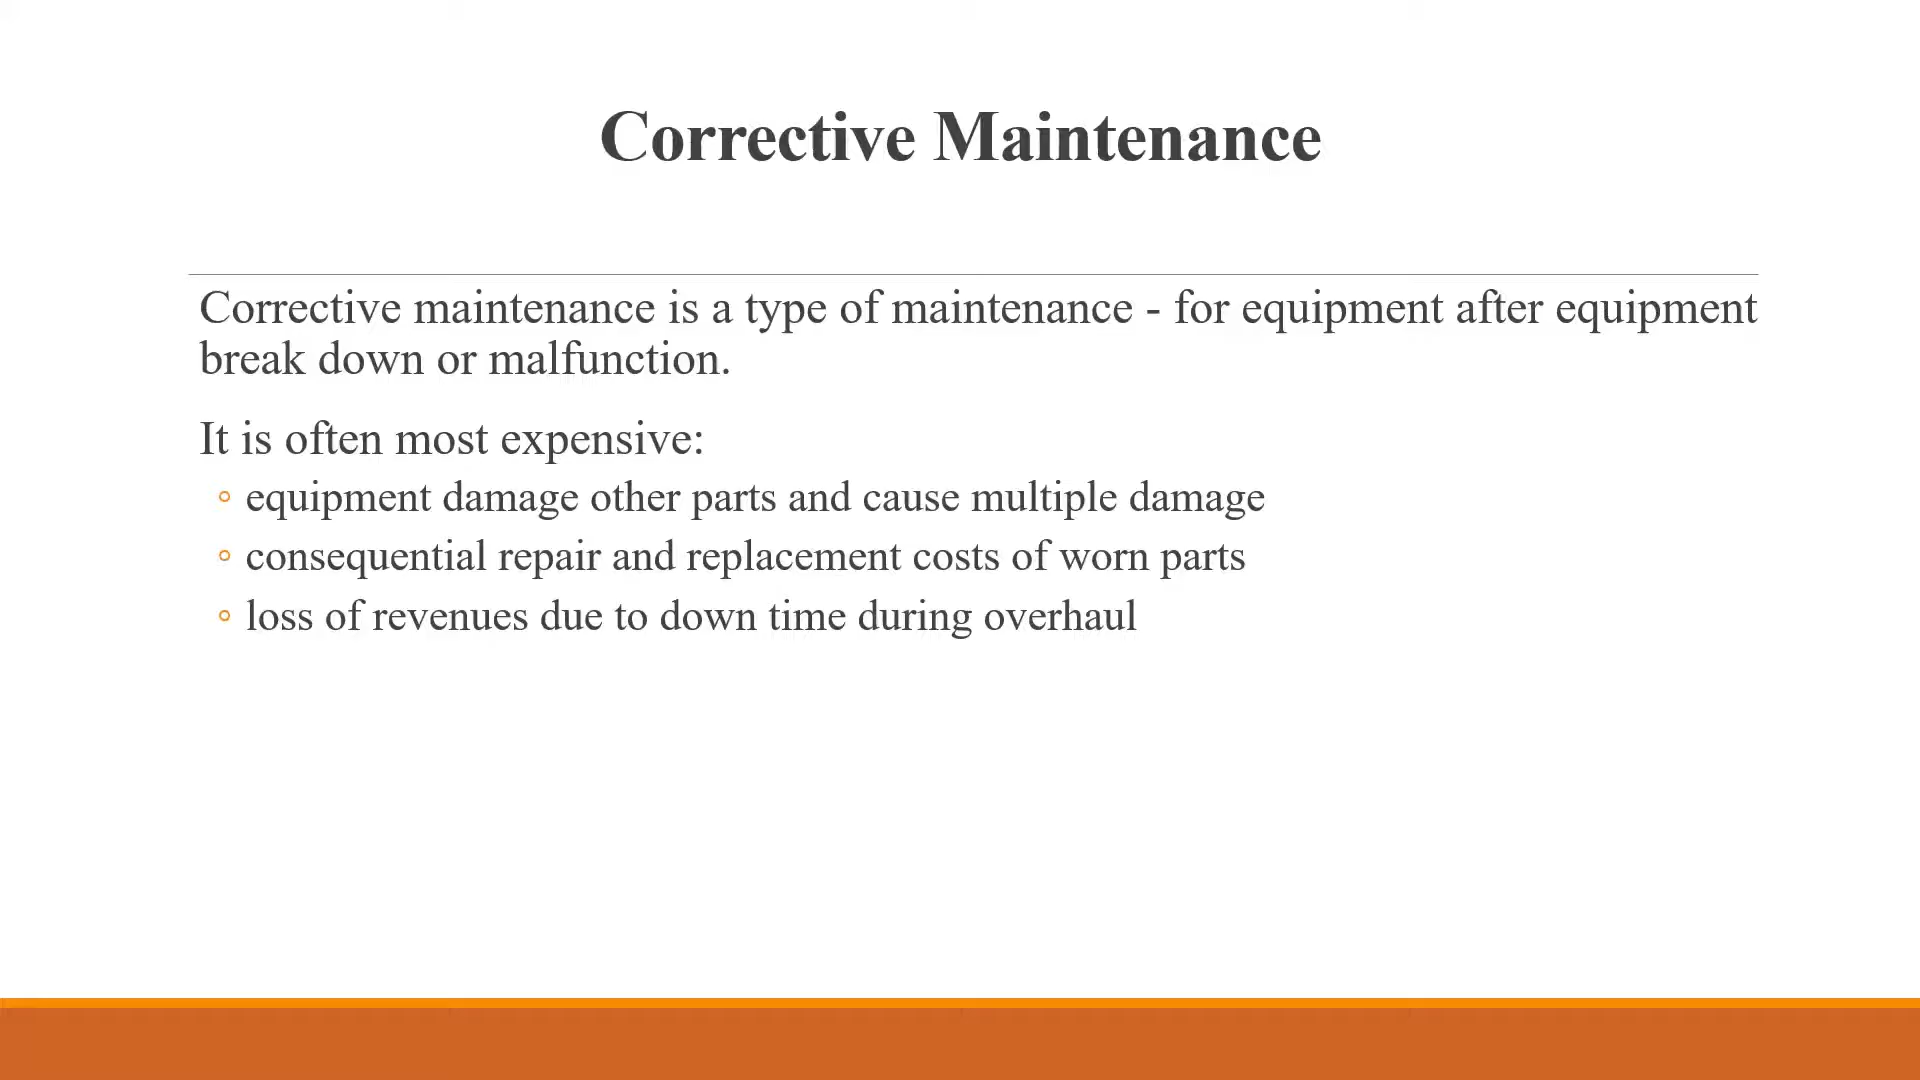 Corrective Maintenance
Corrective maintenance is a type of maintenance - for equipment after equipment
break down or malfunction.
It is often most expensive:
◦ equipment damage other parts and cause multiple damage
◦ consequential repair and replacement costs of worn parts
◦ loss of revenues due to down time during overhaul